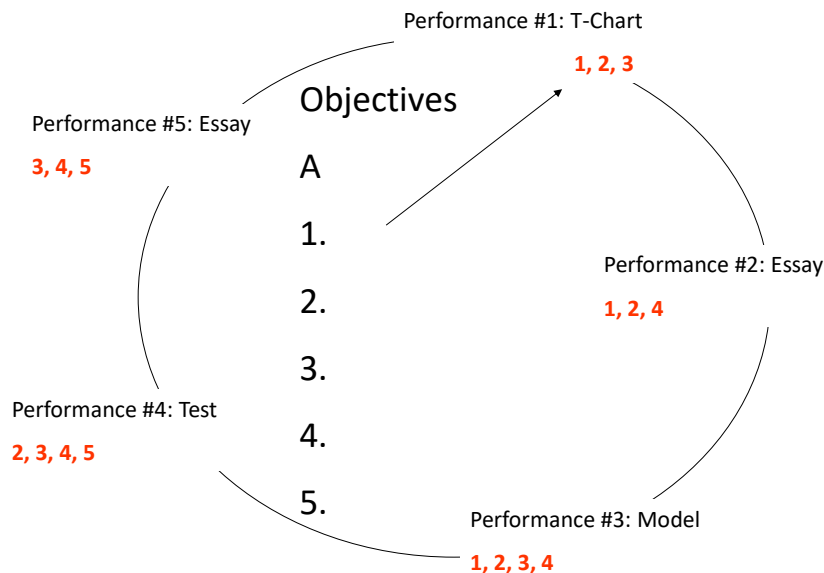 Performance #1: T-Chart
1, 2, 3
Objectives
A
1.
2.
3.
4.
5.
Performance #2: Essay
1, 2, 4
Performance #3: Model
1, 2, 3, 4
Performance #4: Test
2, 3, 4, 5
Performance #5: Essay
3, 4, 5